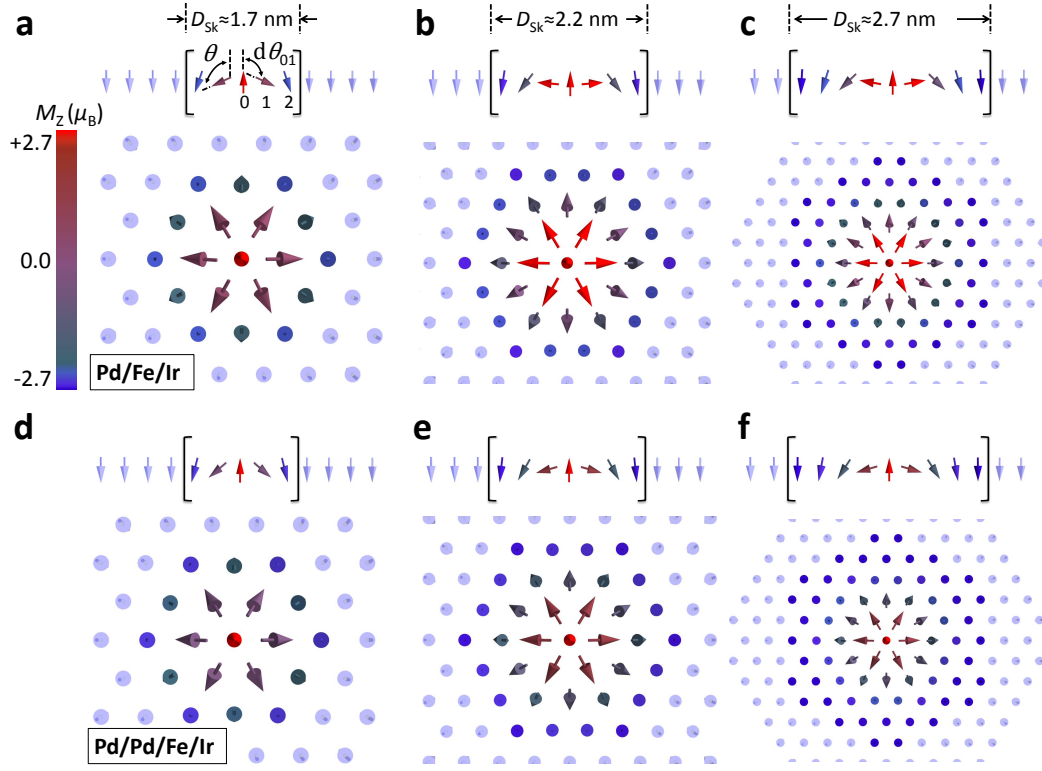 a
D_Sk≈1.7 nm
b
D_Sk≈2.2 nm
c
D_Sk≈2.7 nm
θ
dθ_01
0 1 2
M_Z (μ_B)
+2.7
0.0
-2.7
Pd/Fe/Ir
d
e
f
Pd/Pd/Fe/Ir